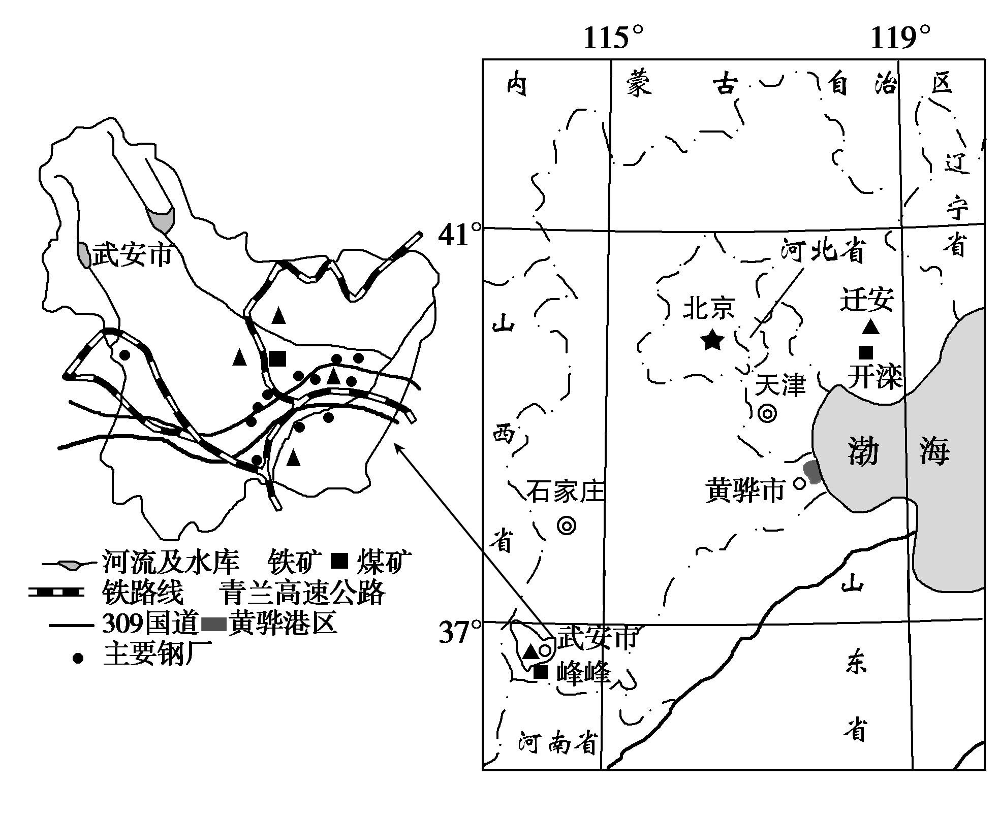 115° 119°
内 蒙 古 自 治 区
辽
宁
省
41°
河北省
武安市
山
西
省
北京
迁安
开滦
天津
渤 海
黄骅市
石家庄
37°
武安市
峰峰
山
东
省
河南省
河流及水库 铁矿 煤矿
铁路线 青兰高速公路
309国道 黄骅港区
主要钢厂